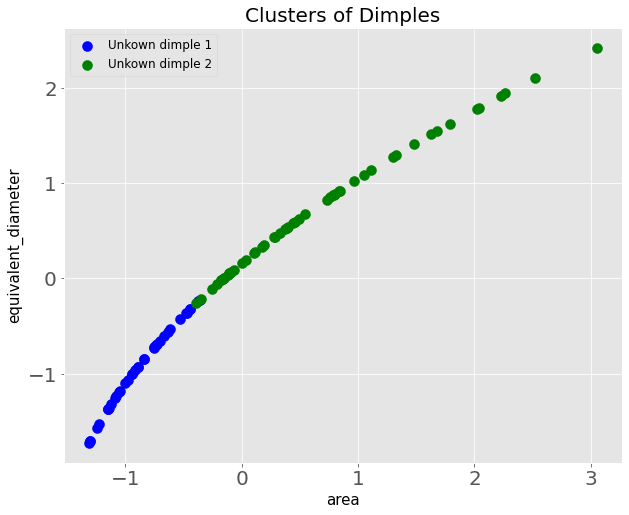 Clusters of Dimples
Unkown dimple 1
Unkown dimple 2
equivalent_diameter
2
1
0
−1
−1 0 1 2 3
area